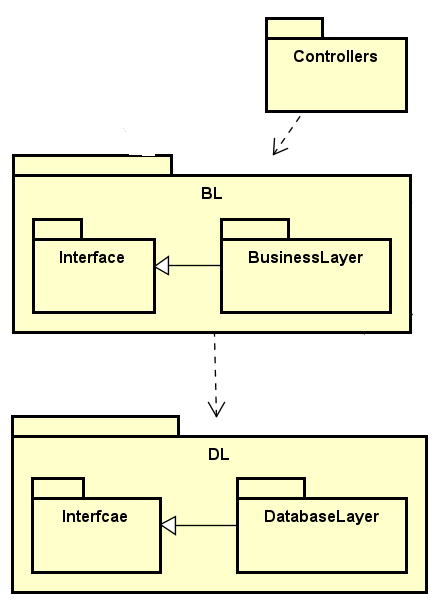 Controllers
BL
Interface
BusinessLayer
DL
Interfcae
DatabaseLayer